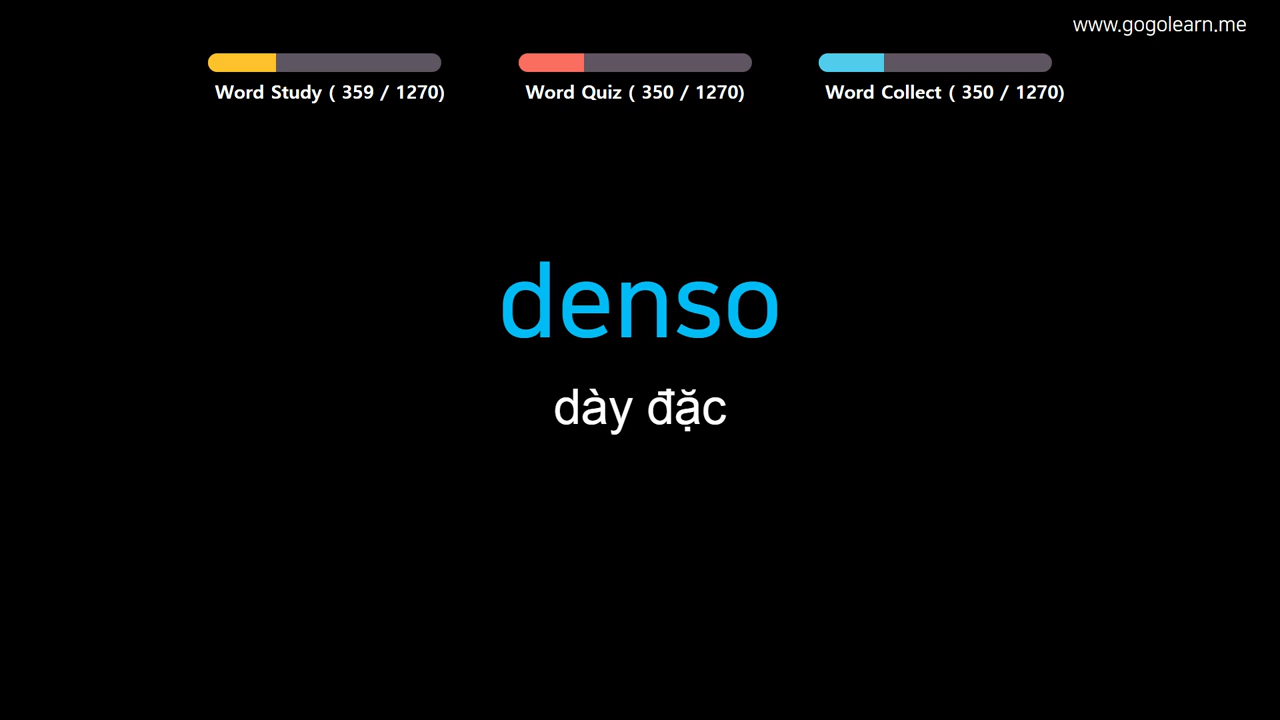 www.gogolearn.me
Word Study ( 359 / 1270)
Word Quiz ( 350 / 1270)
Word Collect ( 350 / 1270)
denso
dày đặc